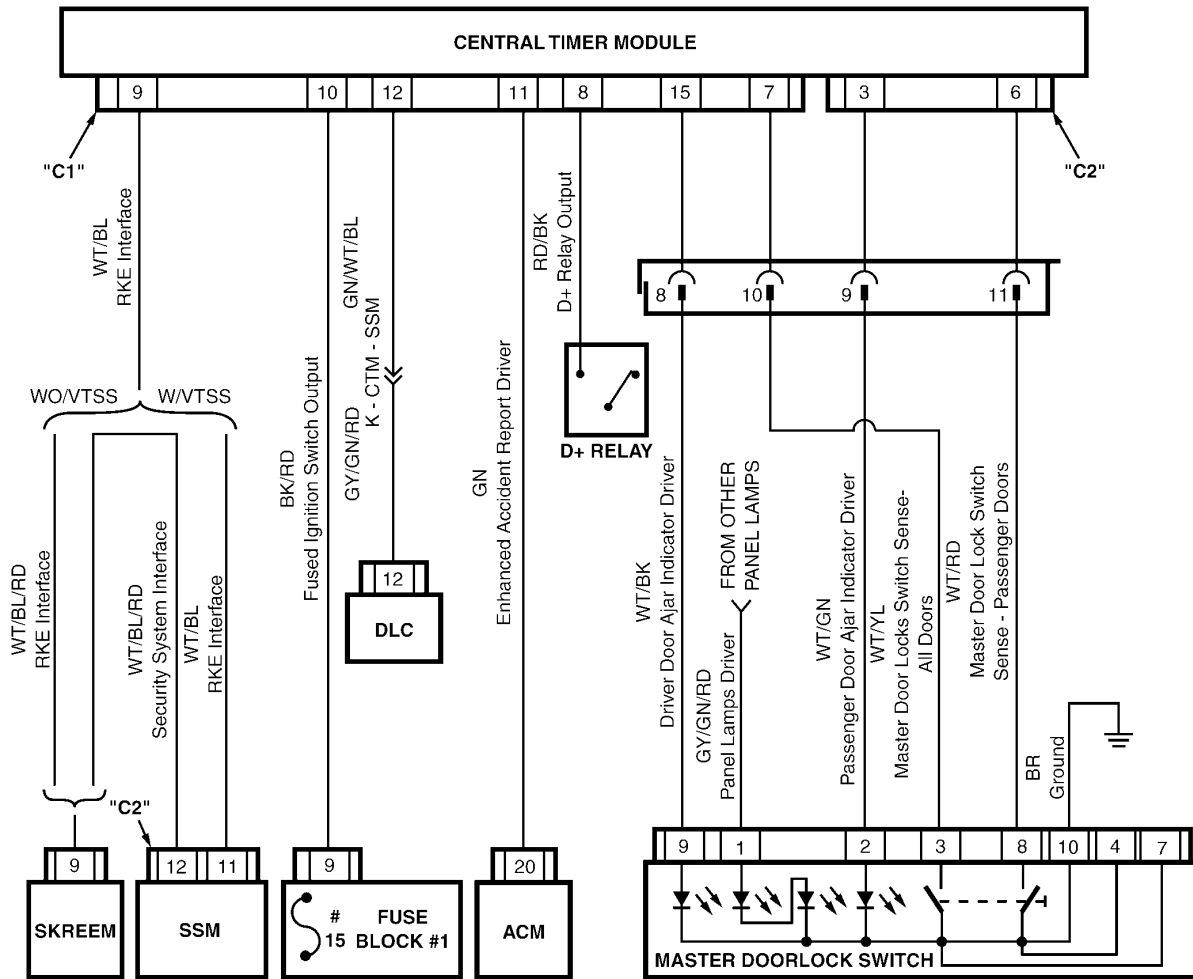 CENTRAL TIMER MODULE
9
10
12
11
8
15
7
3
6
"C1"
"C2"
WT/BL
RKE Interface
GN/WT/BL
RD/BK
D+ Relay Output
8
10
9
11
WO/VTSS
W/VTSS
K - CTM - SSM
GY/GN/RD
D+ RELAY
BK/RD
Fused Ignition Switch Output
GN
Enhanced Accident Report Driver
WT/BL/RD
RKE Interface
WT/BL/RD
Security System Interface
WT/BL
RKE Interface
12
DLC
WT/BK
Driver Door Ajar Indicator Driver
GY/GN/RD
Panel Lamps Driver
FROM OTHER
PANEL LAMPS
WT/GN
Passenger Door Ajar Indicator Driver
WT/YL
Master Door Locks Switch Sense-
All Doors
WT/RD
Master Door Lock Switch
Sense - Passenger Doors
BR
Ground
"C2"
9
12
11
9
20
9
1
2
3
8
10
4
7
SKREEM
SSM
#
15
FUSE
BLOCK #1
ACM
MASTER DOORLOCK SWITCH